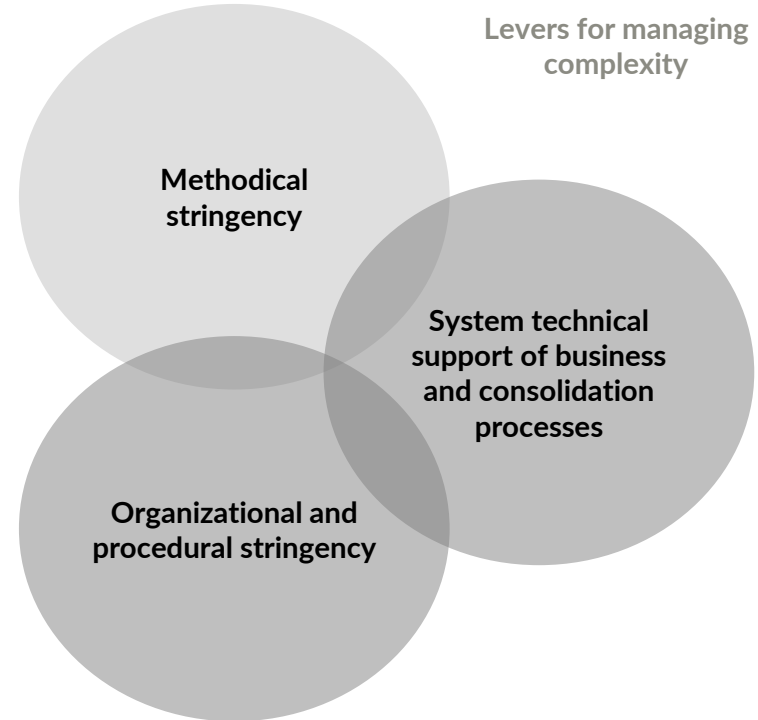 Levers for managing
complexity
Methodical
stringency
System technical
support of business
and consolidation
processes
Organizational and
procedural stringency